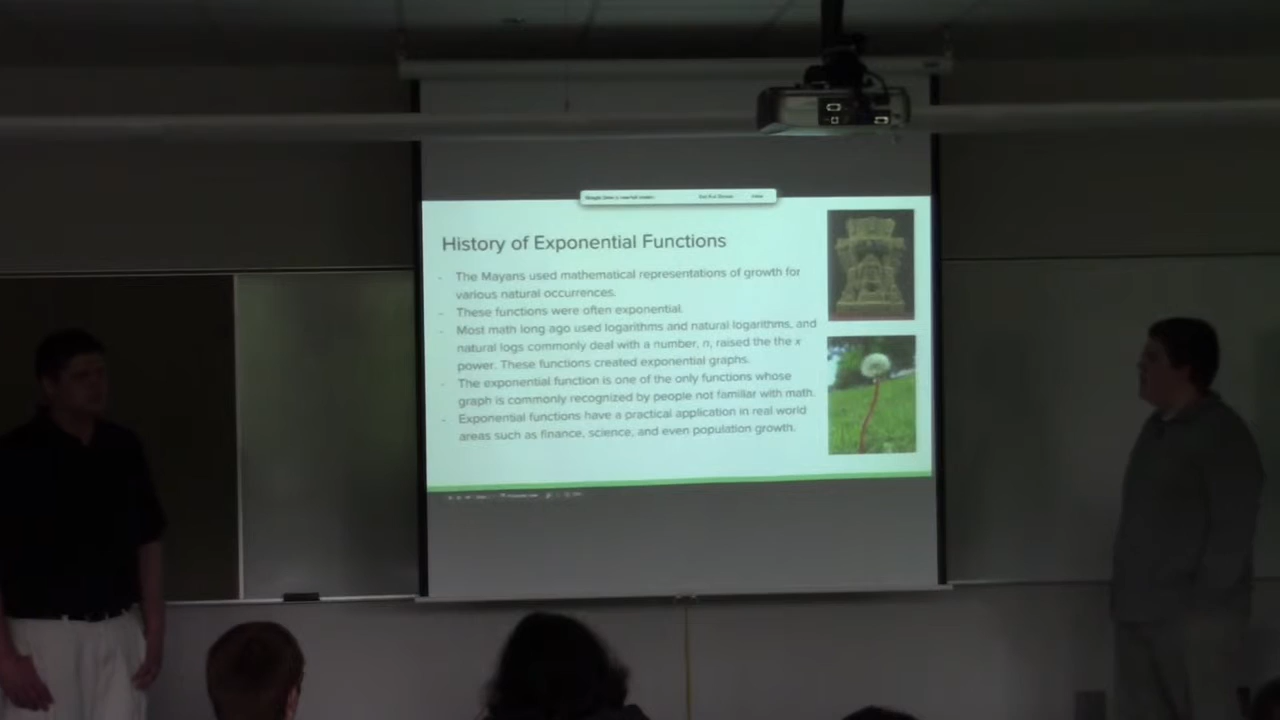 History of Exponential Functions
- The Mayans used mathematical representations of growth for
various natural occurrences.
- These functions were often exponential.
- Most math long ago used logarithms and natural logarithms, and
natural logs commonly deal with a number, n, raised the the x
power. These functions created exponential graphs.
- The exponential function is one of the only functions whose
graph is commonly recognized by people not familiar with math.
- Exponential functions have a practical application in real world
areas such as finance, science, and even population growth.